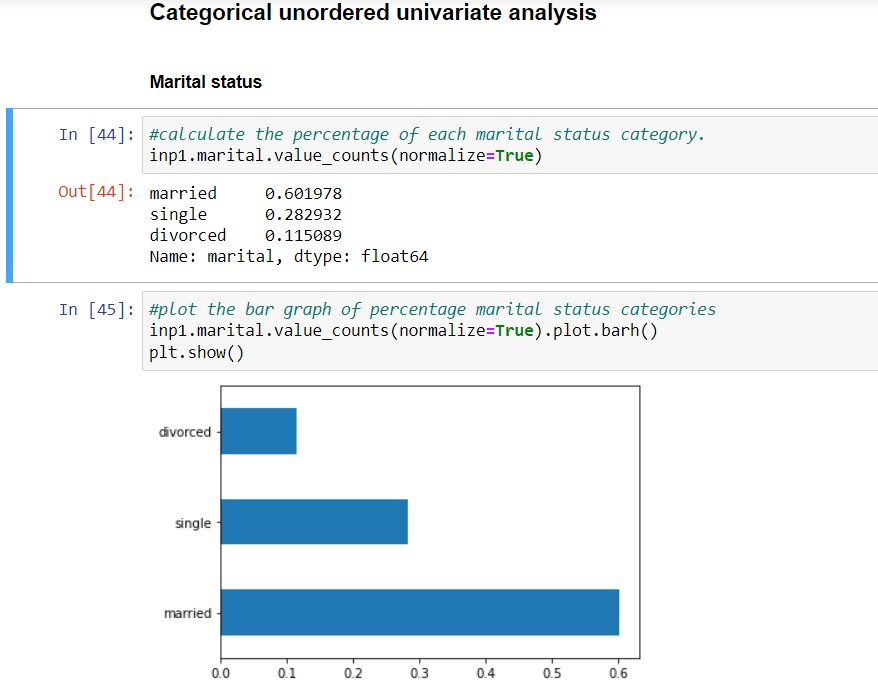 Categorical unordered univariate analysis
Marital status
In [44]: #calculate the percentage of each marital status category.
inp1.marital.value_counts(normalize=True)
Out[44]: married 0.601978
single 0.282932
divorced 0.115089
Name: marital, dtype: float64
In [45]: #plot the bar graph of percentage marital status categories
inp1.marital.value_counts(normalize=True).plot.barh()
plt.show()
divorced
single
married
0.0 0.1 0.2 0.3 0.4 0.5 0.6